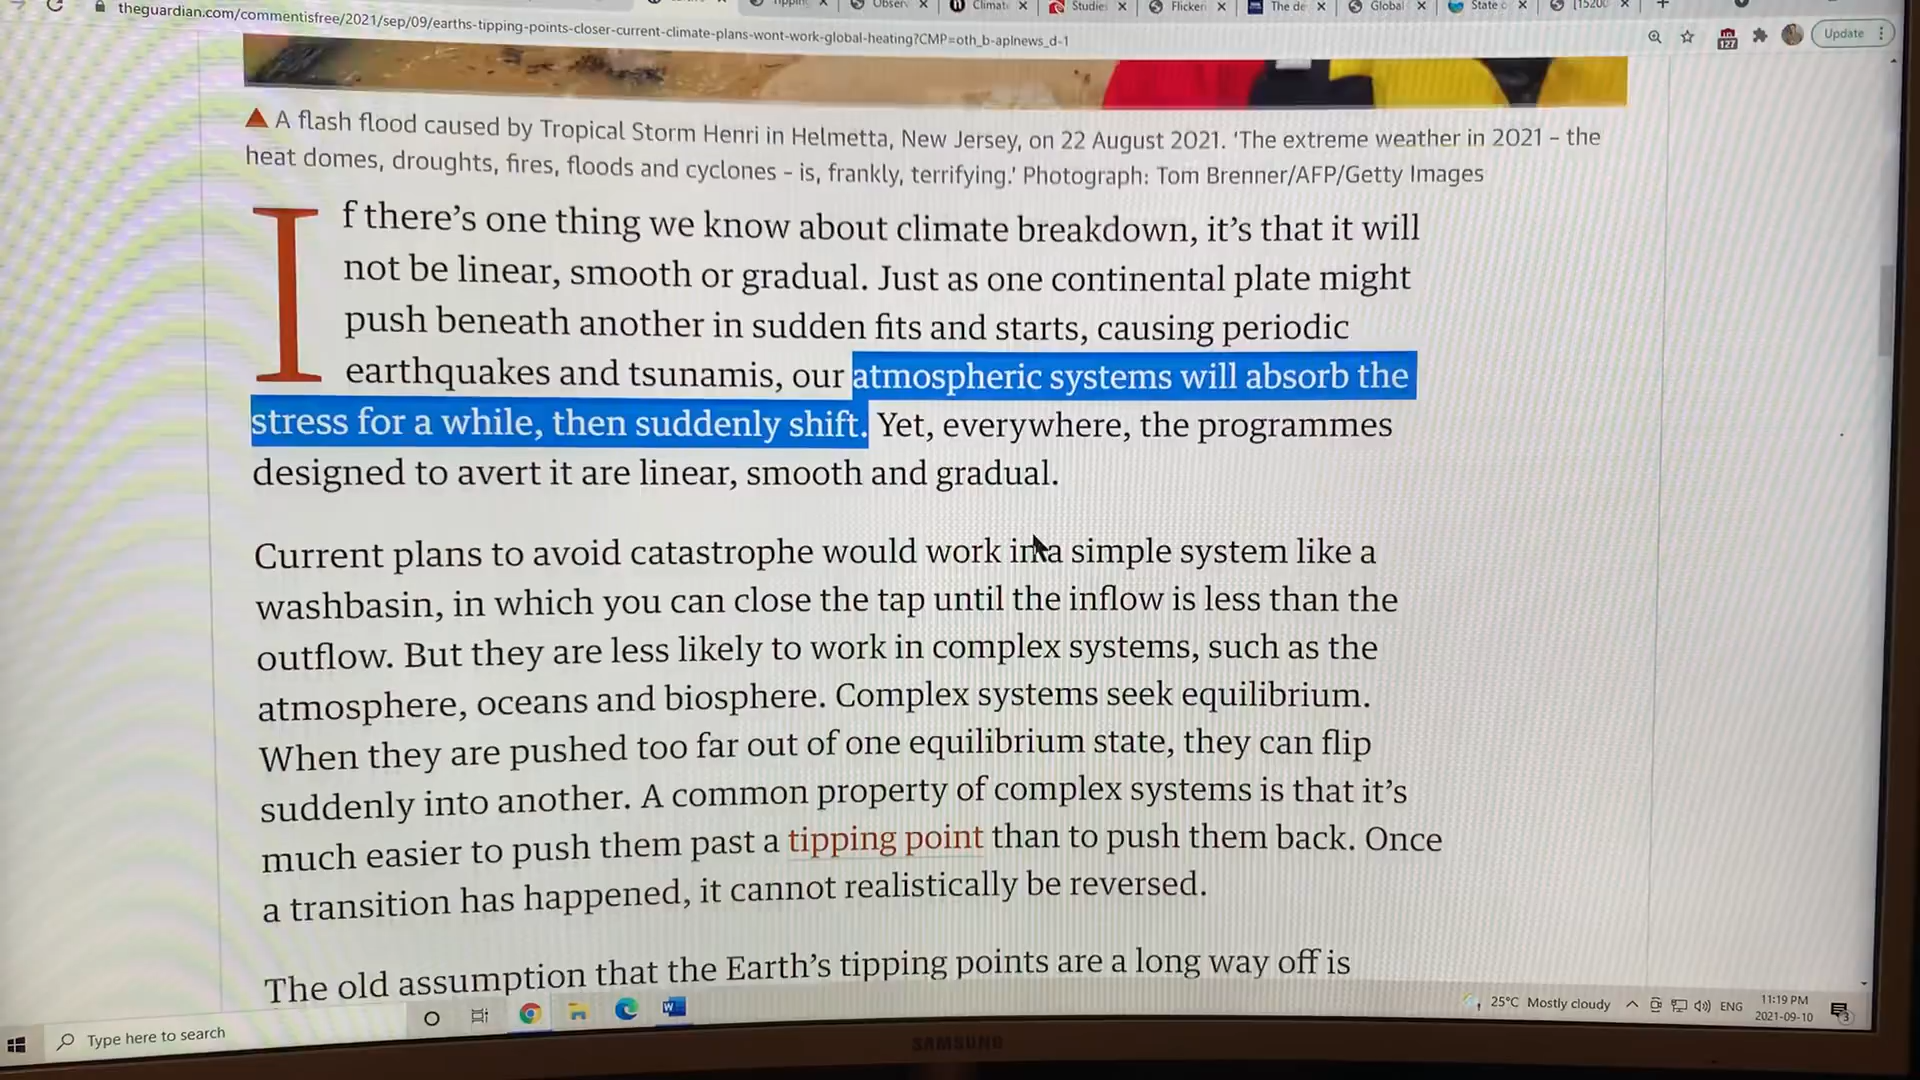 Observ
Climat
Studies
Flicker
The de
Global
State o
[15200
theguardian.com/commentisfree/2021/sep/09/earths-tipping-points-closer-current-climate-plans-wont-work-global-heating?CMP=oth_b-aplnews_d-1
127
Update
A flash flood caused by Tropical Storm Henri in Helmetta, New Jersey, on 22 August 2021. ‘The extreme weather in 2021 – the
heat domes, droughts, fires, floods and cyclones – is, frankly, terrifying.’ Photograph: Tom Brenner/AFP/Getty Images
If there’s one thing we know about climate breakdown, it’s that it will
not be linear, smooth or gradual. Just as one continental plate might
push beneath another in sudden fits and starts, causing periodic
earthquakes and tsunamis, our atmospheric systems will absorb the
stress for a while, then suddenly shift. Yet, everywhere, the programmes
designed to avert it are linear, smooth and gradual.
Current plans to avoid catastrophe would work in a simple system like a
washbasin, in which you can close the tap until the inflow is less than the
outflow. But they are less likely to work in complex systems, such as the
atmosphere, oceans and biosphere. Complex systems seek equilibrium.
When they are pushed too far out of one equilibrium state, they can flip
suddenly into another. A common property of complex systems is that it’s
much easier to push them past a tipping point than to push them back. Once
a transition has happened, it cannot realistically be reversed.
The old assumption that the Earth’s tipping points are a long way off is
Type here to search
25°C Mostly cloudy
ENG
11:19 PM
2021-09-10
3
SAMSUNG